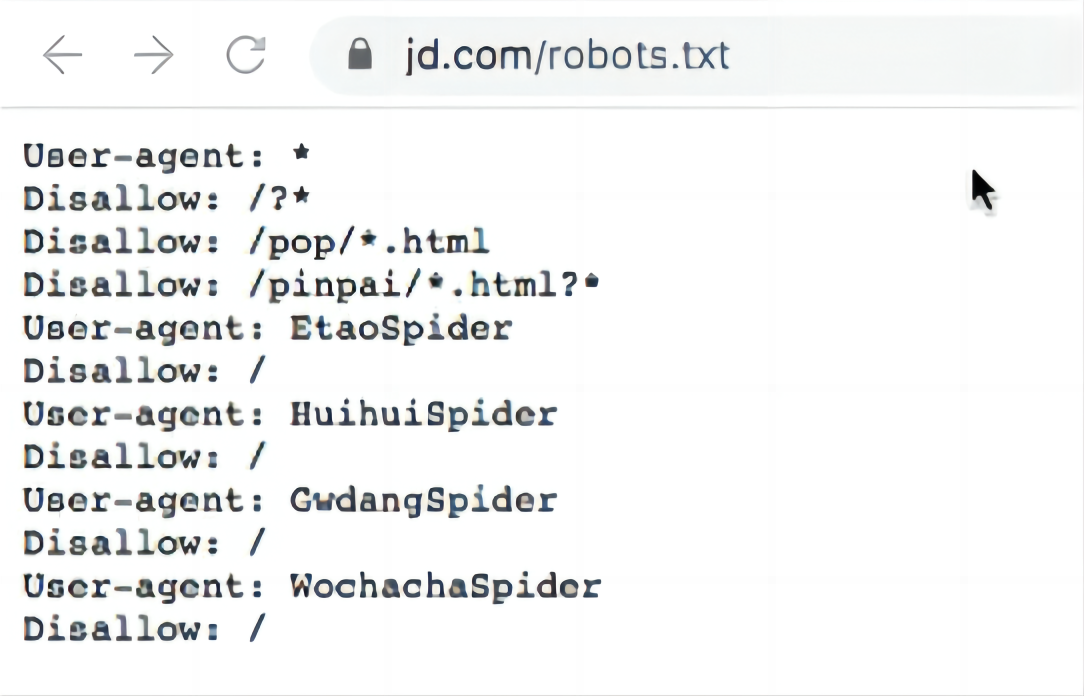 jd.com/robots.txt
User-agent: *
Disallow: /?*
Disallow: /pop/*.html
Disallow: /pinpai/*.html?*
User-agent: EtaoSpider
Disallow: /
User-agent: HuihuiSpider
Disallow: /
User-agent: GwdangSpider
Disallow: /
User-agent: WochachaSpider
Disallow: /